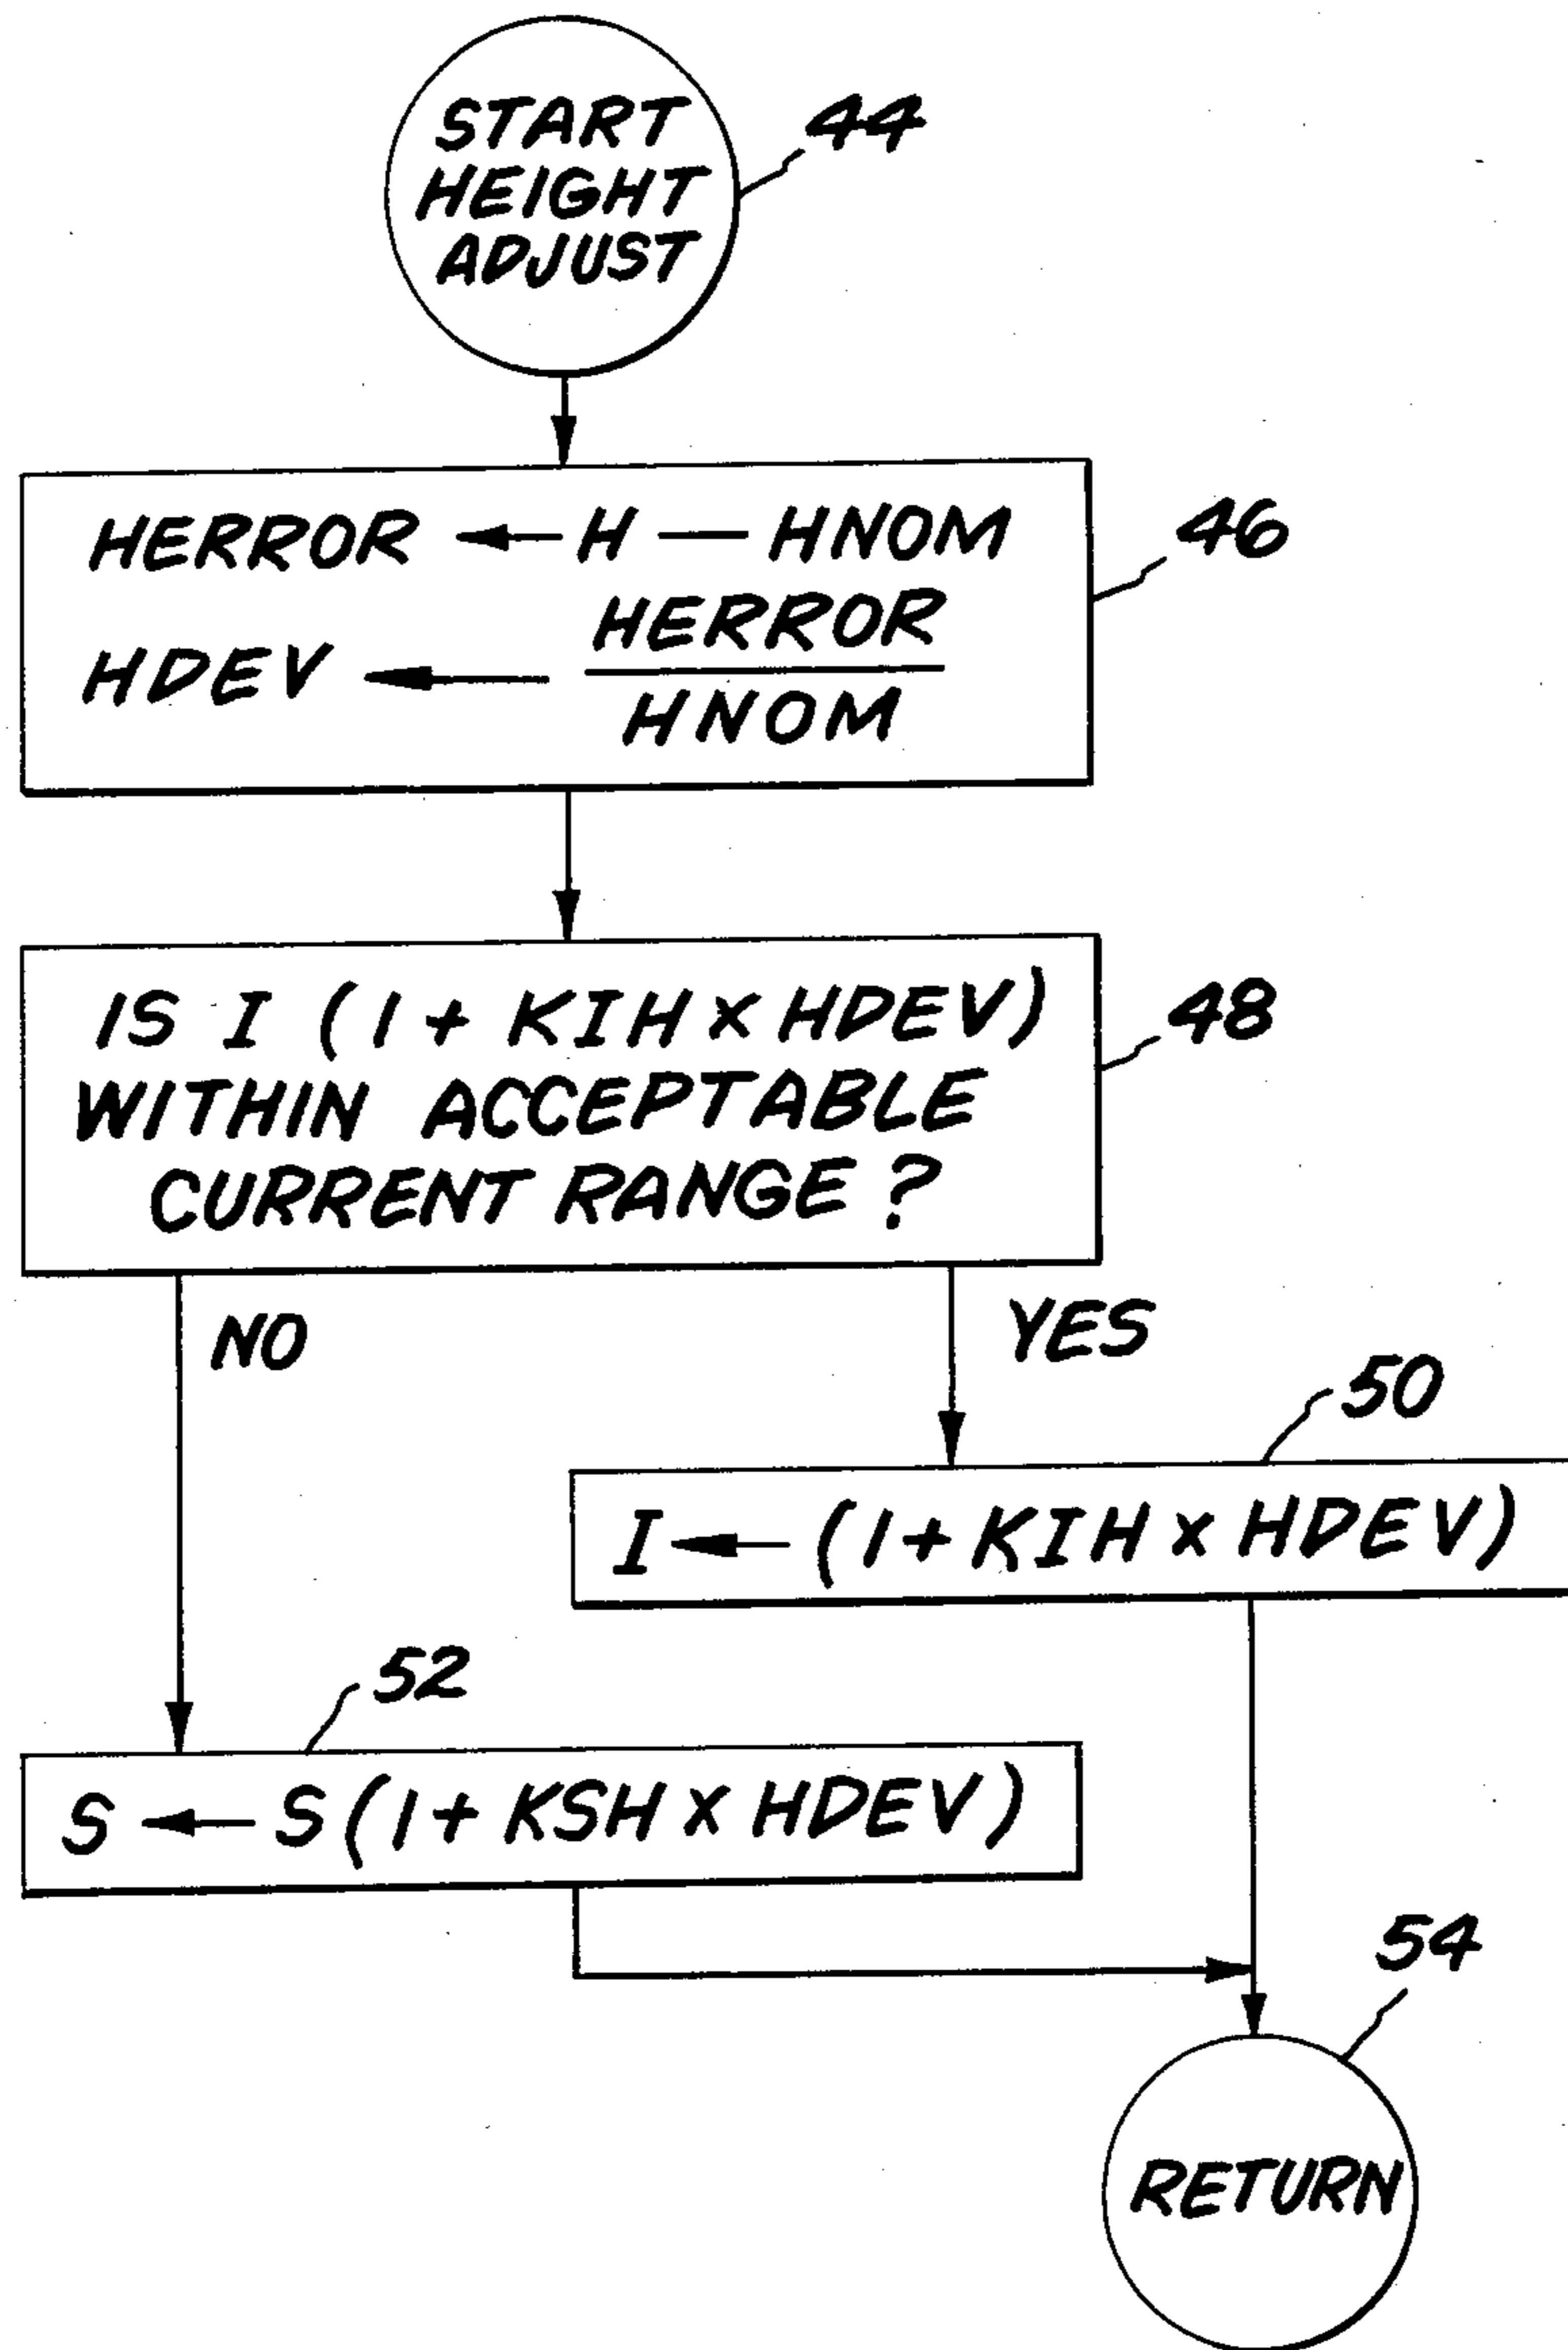 START
HEIGHT
ADJUST
44
HERROR ← H — HNOM
HDEV ← HERROR
HNOM
46
IS I (1 + KIH x HDEV)
WITHIN ACCEPTABLE
CURRENT RANGE ?
48
NO
YES
50
I ← (1 + KIH x HDEV)
52
S ← S (1 + KSH x HDEV)
54
RETURN